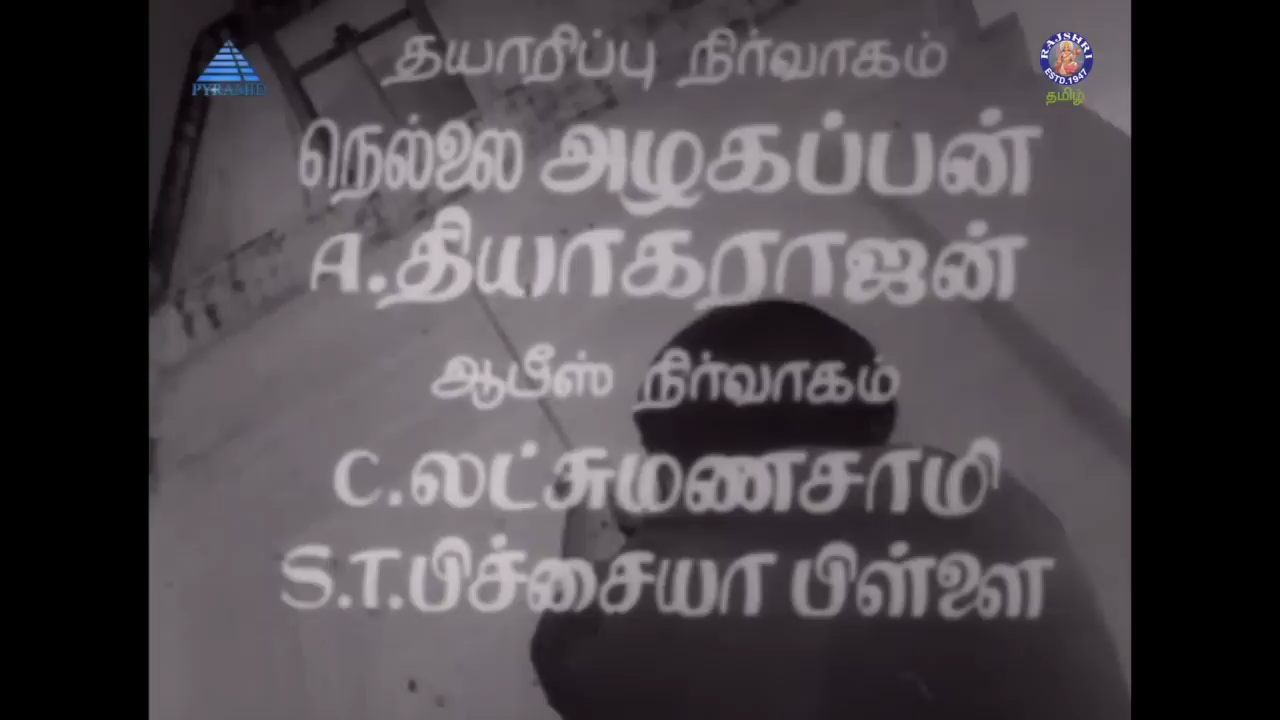 தயாரிப்பு நிர்வாகம்
PYRAMID
RAJSHRI
ESTD.1947
தமிழ்
நெல்லை அழகப்பன்
A.தியாகராஜன்
ஆபீஸ் நிர்வாகம்
C.லட்சுமணசாமி
S.T.பிச்சையா பிள்ளை